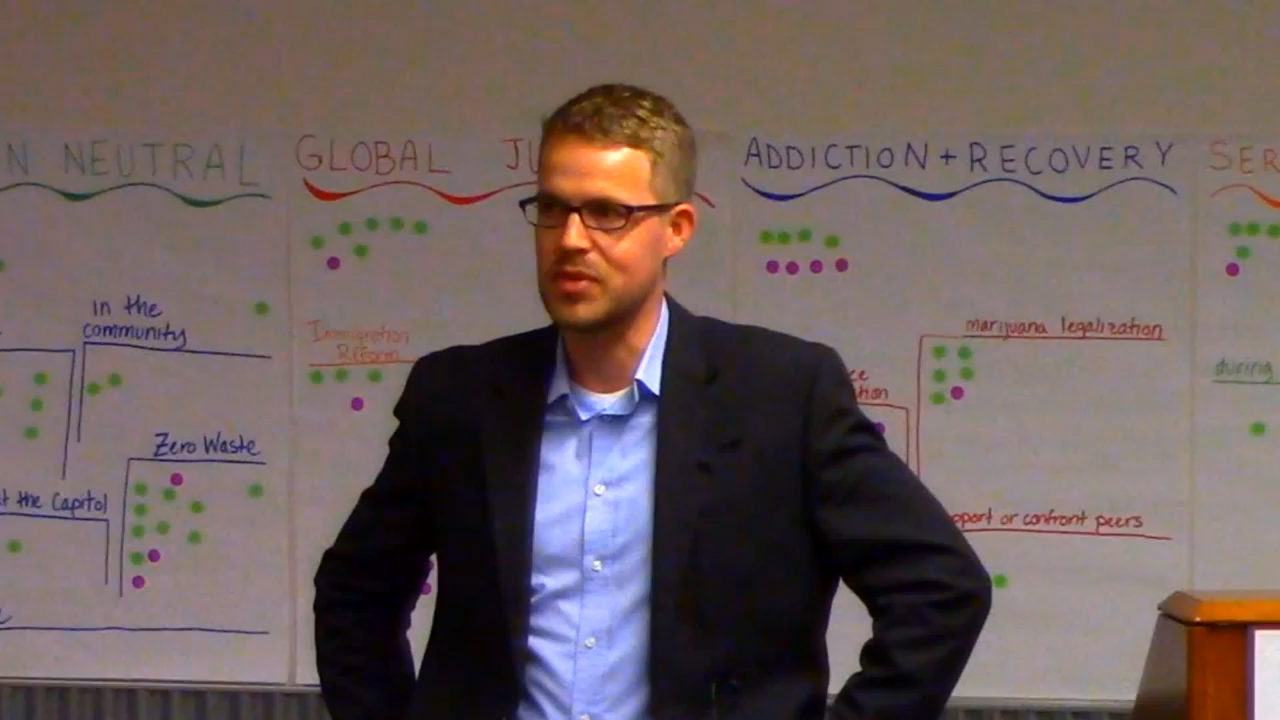 N NEUTRAL
in the
community
Zero Waste
t the Capitol
GLOBAL JU
Immigration
Reform
ADDICTION + RECOVERY
marijuana legalization
pport or confront peers
SER
during